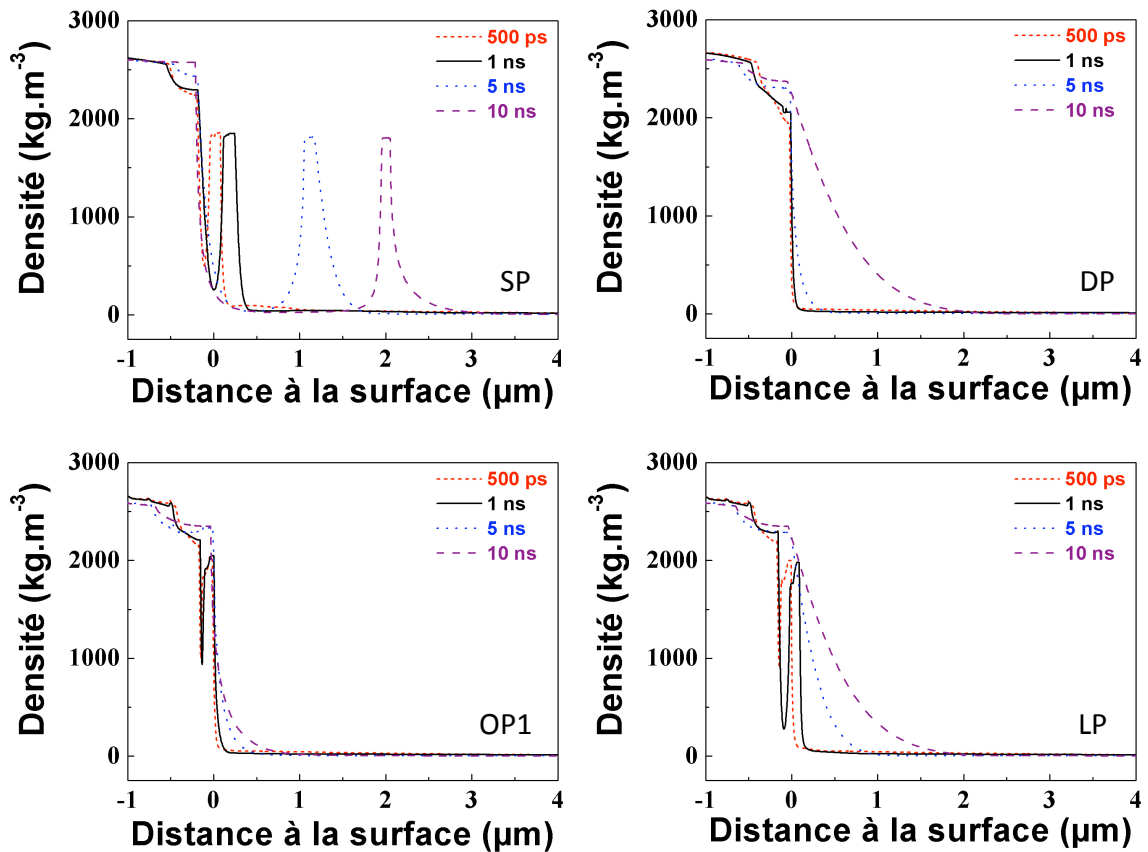 3000
2000
1000
0
-1 0 1 2 3 4
Densité (kg.m-3)
Distance à la surface (µm)
500 ps
1 ns
5 ns
10 ns
SP
3000
2000
1000
0
-1 0 1 2 3 4
Densité (kg.m-3)
Distance à la surface (µm)
500 ps
1 ns
5 ns
10 ns
DP
3000
2000
1000
0
-1 0 1 2 3 4
Densité (kg.m-3)
Distance à la surface (µm)
500 ps
1 ns
5 ns
10 ns
OP1
3000
2000
1000
0
-1 0 1 2 3 4
Densité (kg.m-3)
Distance à la surface (µm)
500 ps
1 ns
5 ns
10 ns
LP